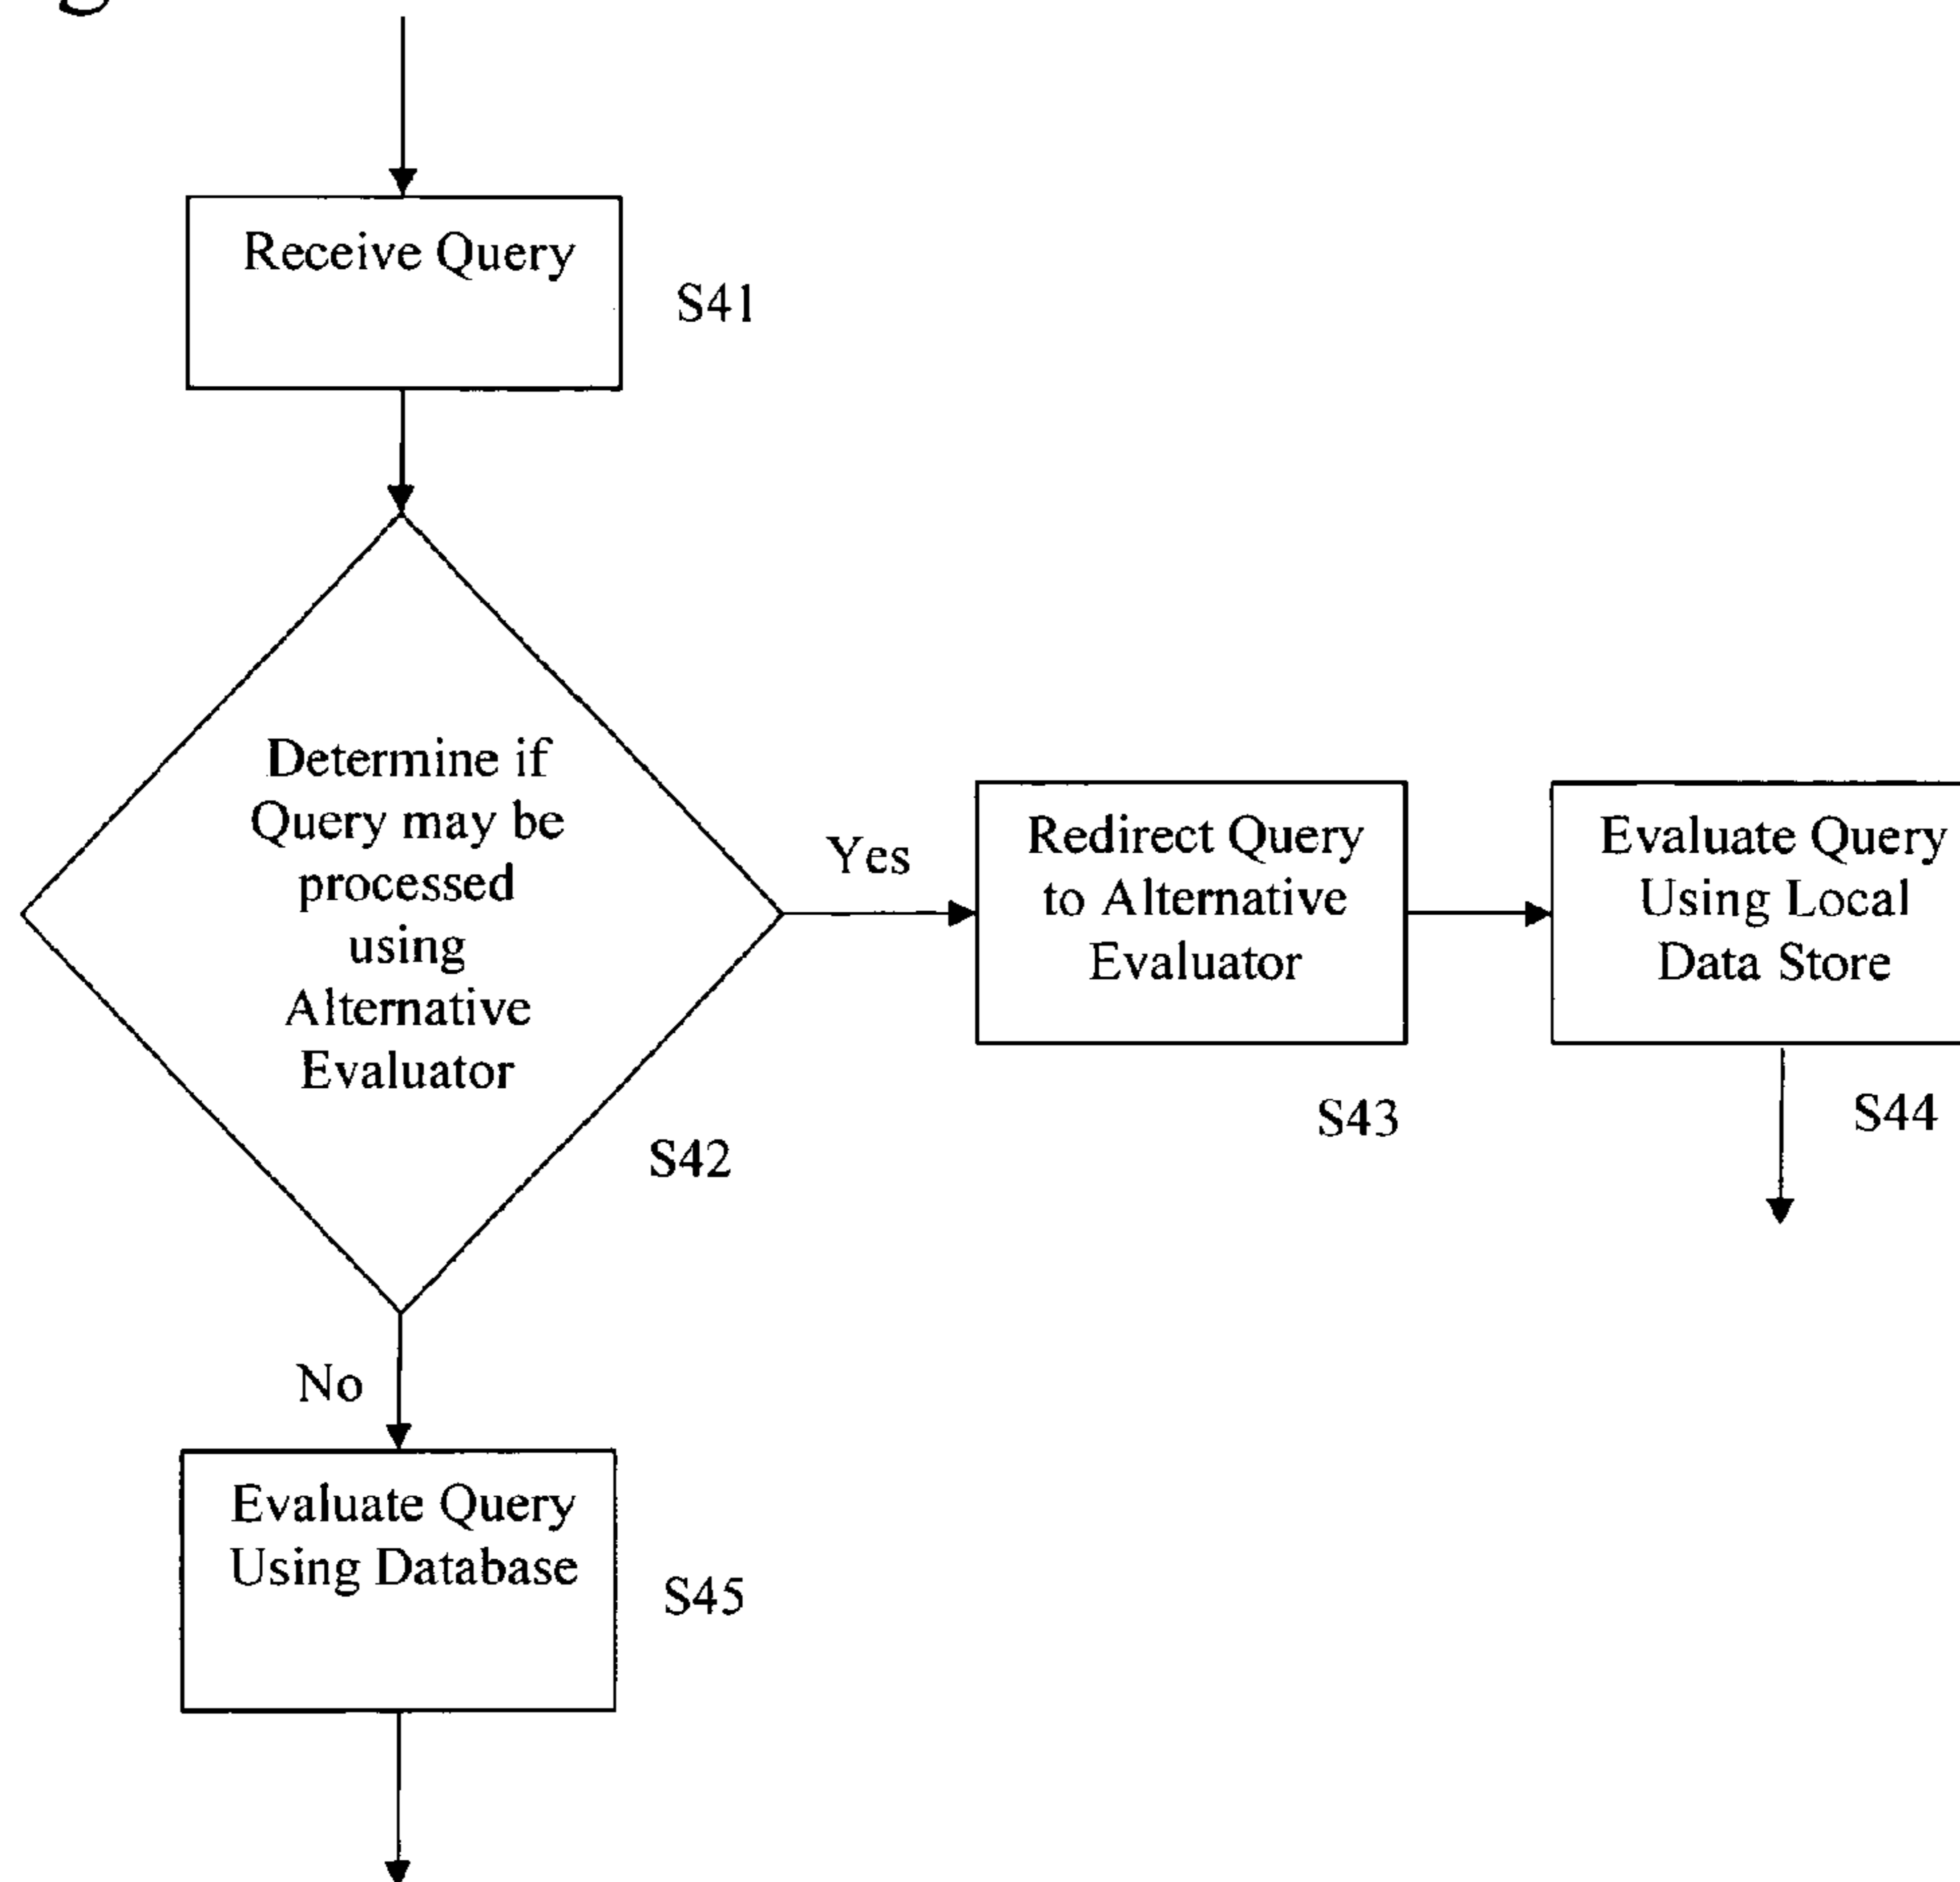 Receive Query
S41
Determine if
Query may be
processed
using
Alternative
Evaluator
S42
Yes
Redirect Query
to Alternative
Evaluator
S43
Evaluate Query
Using Local
Data Store
S44
No
Evaluate Query
Using Database
S45